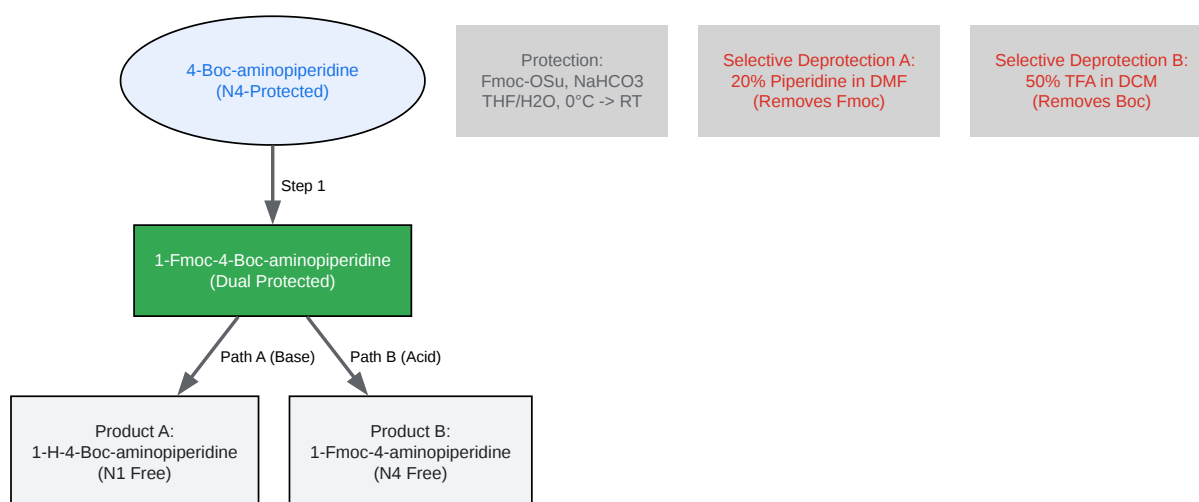 4-Boc-aminopiperidine
(N4-Protected)
Protection:
Fmoc-OSu, NaHCO3
THF/H2O, 0°C -> RT
Selective Deprotection A:
20% Piperidine in DMF
(Removes Fmoc)
Selective Deprotection B:
50% TFA in DCM
(Removes Boc)
Step 1
1-Fmoc-4-Boc-aminopiperidine
(Dual Protected)
Path A (Base)
Path B (Acid)
Product A:
1-H-4-Boc-aminopiperidine
(N1 Free)
Product B:
1-Fmoc-4-aminopiperidine
(N4 Free)